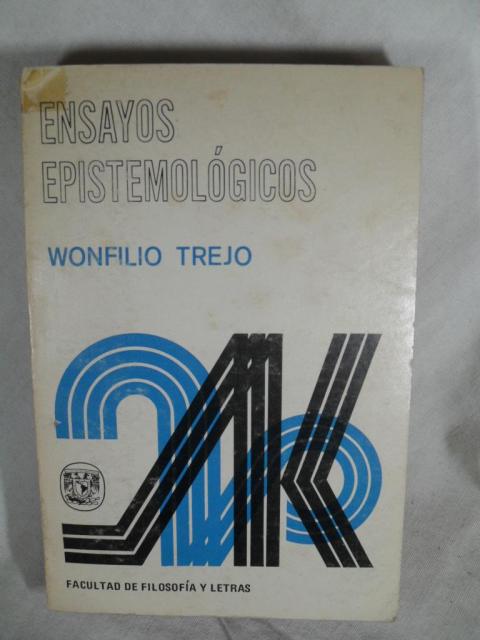 ENSAYOS
EPISTEMOLÓGICOS
WONFILIO TREJO
FACULTAD DE FILOSOFÍA Y LETRAS